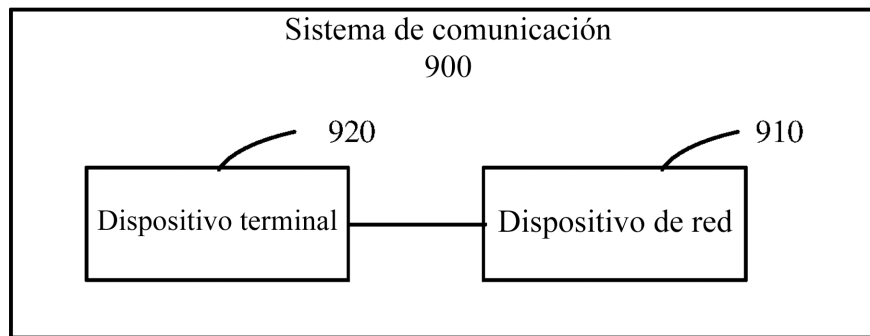 Sistema de comunicación
900
920
910
Dispositivo terminal
Dispositivo de red